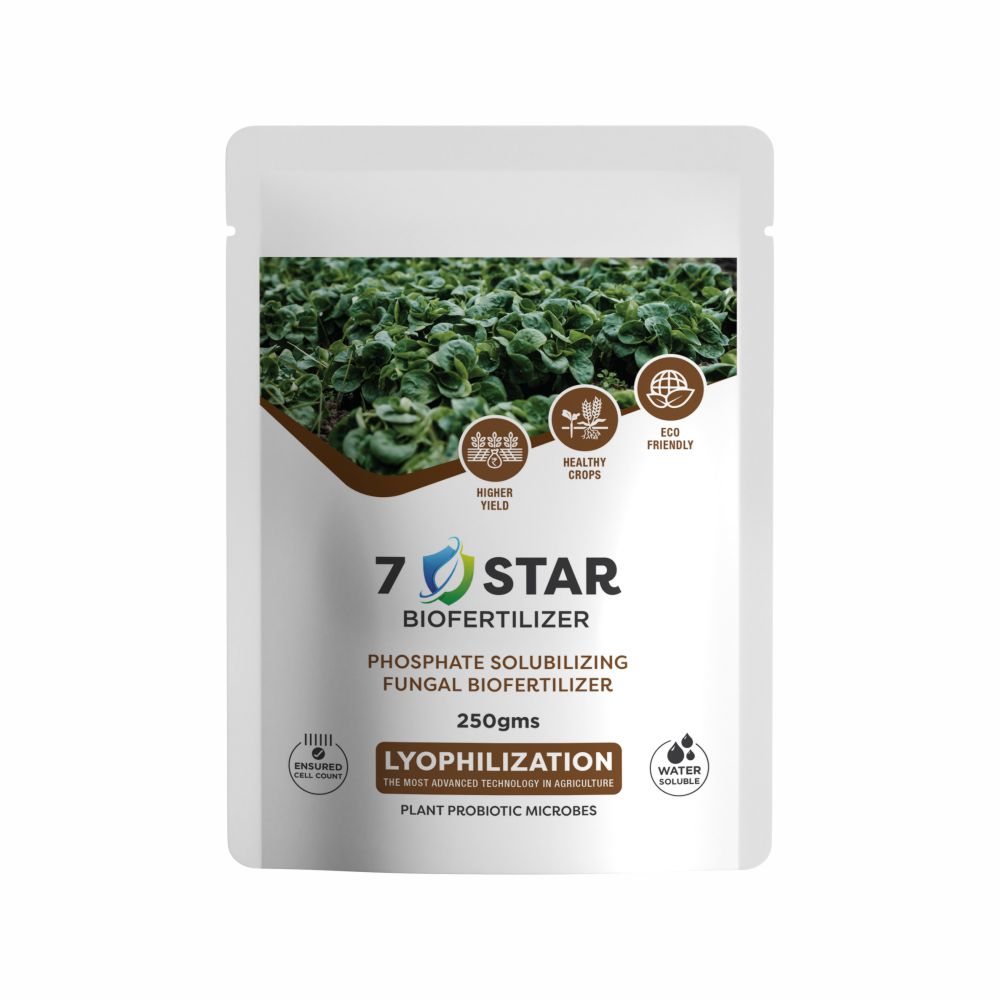 HIGHER
YIELD
HEALTHY
CROPS
ECO
FRIENDLY
7 STAR
BIOFERTILIZER
PHOSPHATE SOLUBILIZING
FUNGAL BIOFERTILIZER
250gms
ENSURED
CELL COUNT
LYOPHILIZATION
THE MOST ADVANCED TECHNOLOGY IN AGRICULTURE
WATER
SOLUBLE
PLANT PROBIOTIC MICROBES